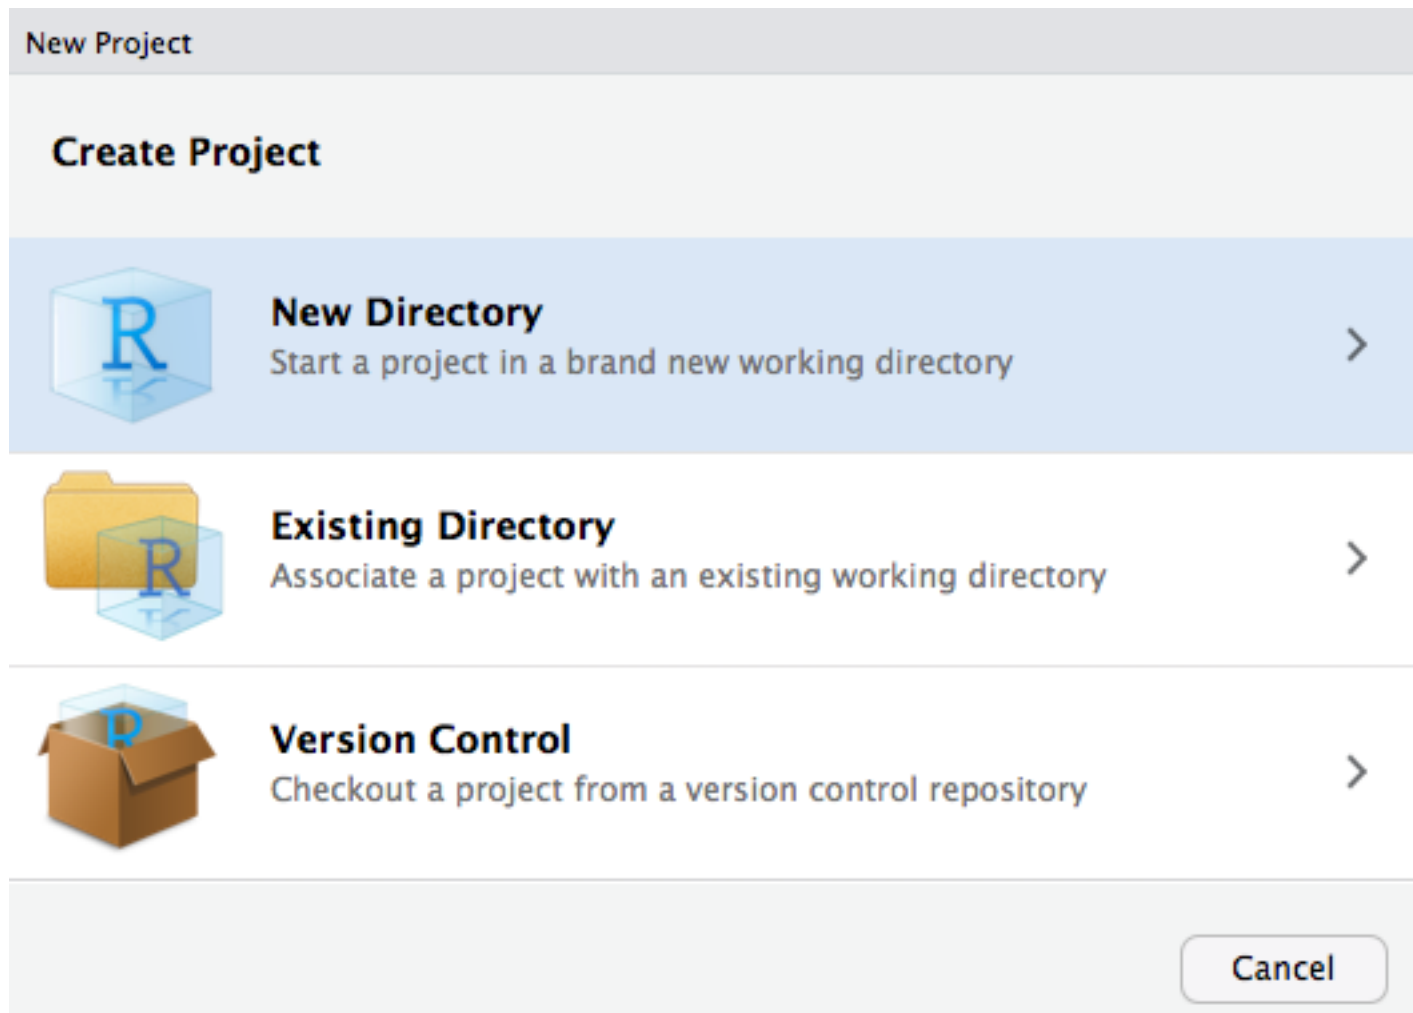 New Project
Create Project
R
New Directory
Start a project in a brand new working directory
R
Existing Directory
Associate a project with an existing working directory
R
Version Control
Checkout a project from a version control repository
Cancel